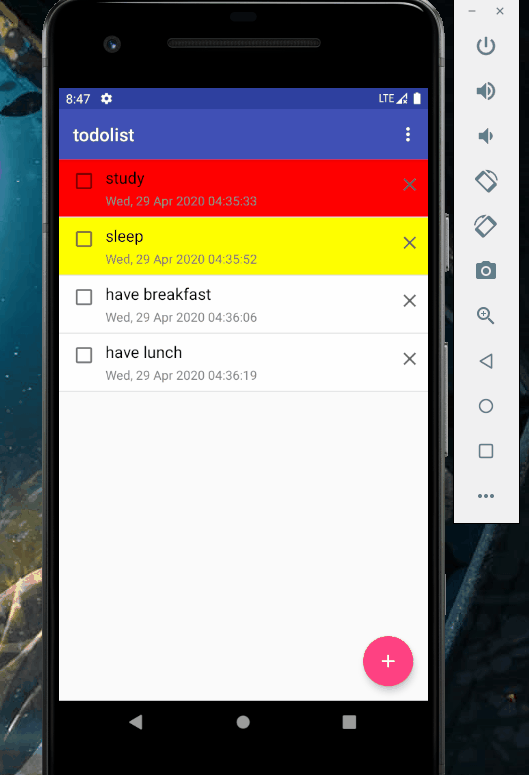 8:47 LTE
todolist
study
Wed, 29 Apr 2020 04:35:33
sleep
Wed, 29 Apr 2020 04:35:52
have breakfast
Wed, 29 Apr 2020 04:36:06
have lunch
Wed, 29 Apr 2020 04:36:19